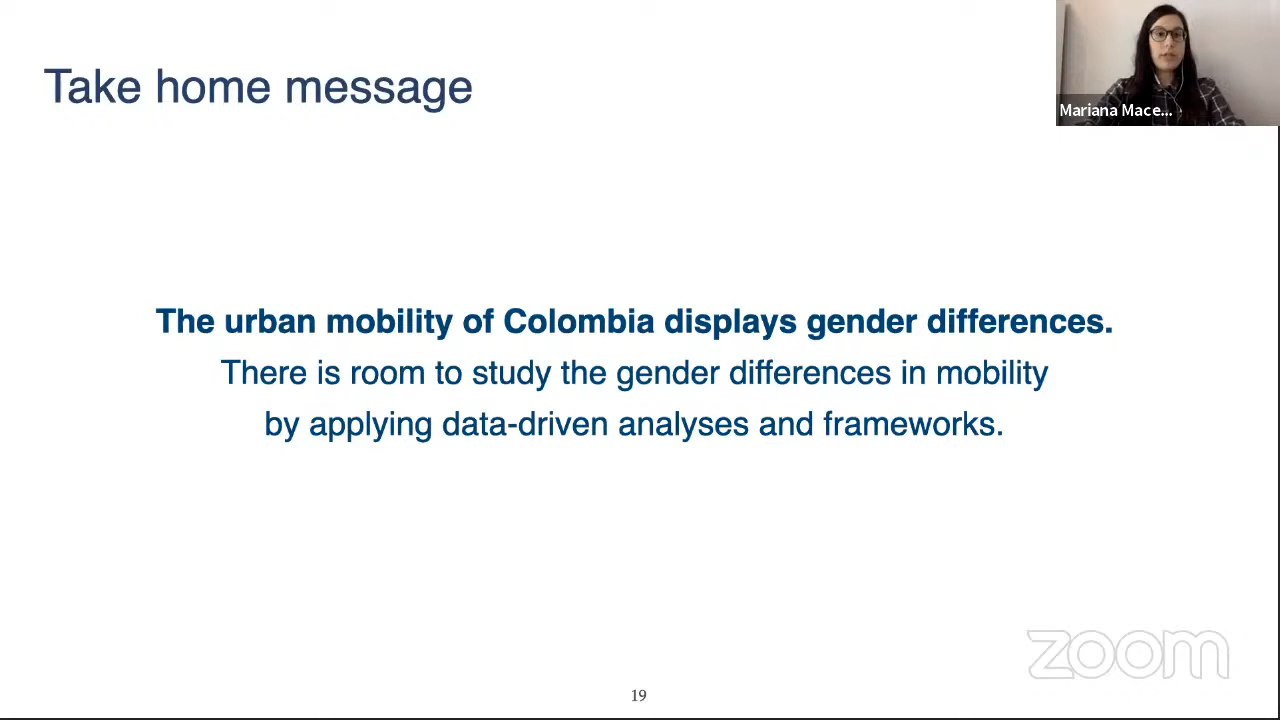 Take home message
Mariana Mace...
The urban mobility of Colombia displays gender differences.
There is room to study the gender differences in mobility
by applying data-driven analyses and frameworks.
zoom
19